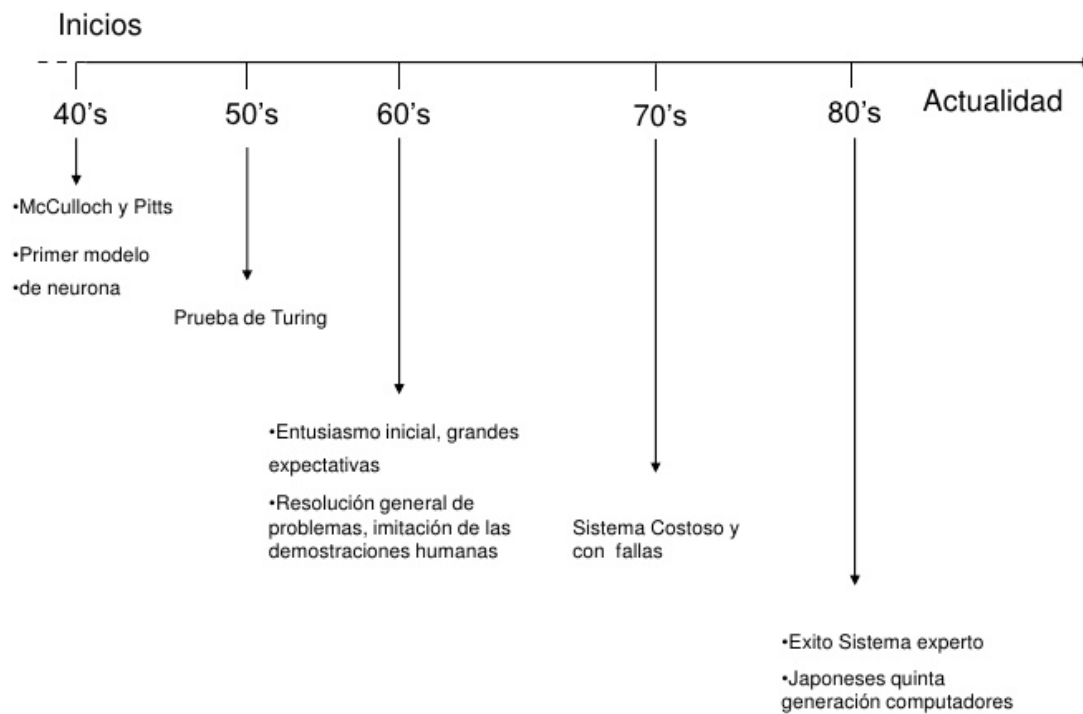 Inicios
40's
50's
60's
70's
80's
Actualidad
•McCulloch y Pitts
•Primer modelo
•de neurona
Prueba de Turing
•Entusiasmo inicial, grandes
expectativas
•Resolución general de
problemas, imitación de las
demostraciones humanas
Sistema Costoso y
con fallas
•Exito Sistema experto
•Japoneses quinta
generación computadores